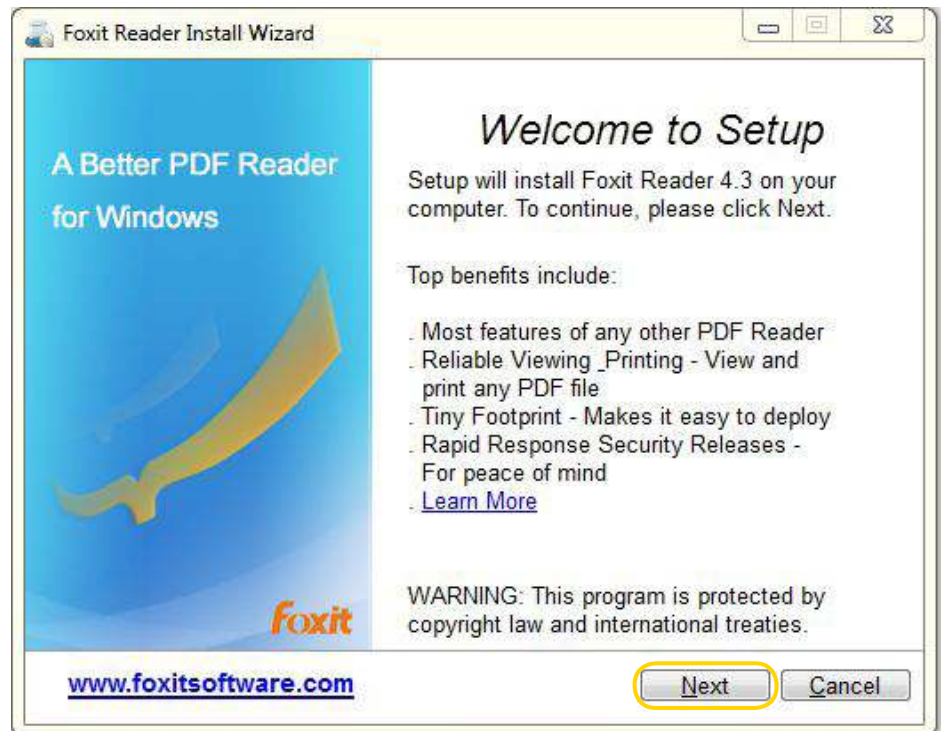 Foxit Reader Install Wizard
A Better PDF Reader
for Windows
foxit
Welcome to Setup
Setup will install Foxit Reader 4.3 on your
computer. To continue, please click Next.
Top benefits include:
. Most features of any other PDF Reader
. Reliable Viewing _Printing - View and
print any PDF file
. Tiny Footprint - Makes it easy to deploy
. Rapid Response Security Releases -
For peace of mind
. Learn More
WARNING: This program is protected by
copyright law and international treaties.
www.foxitsoftware.com
Next
Cancel